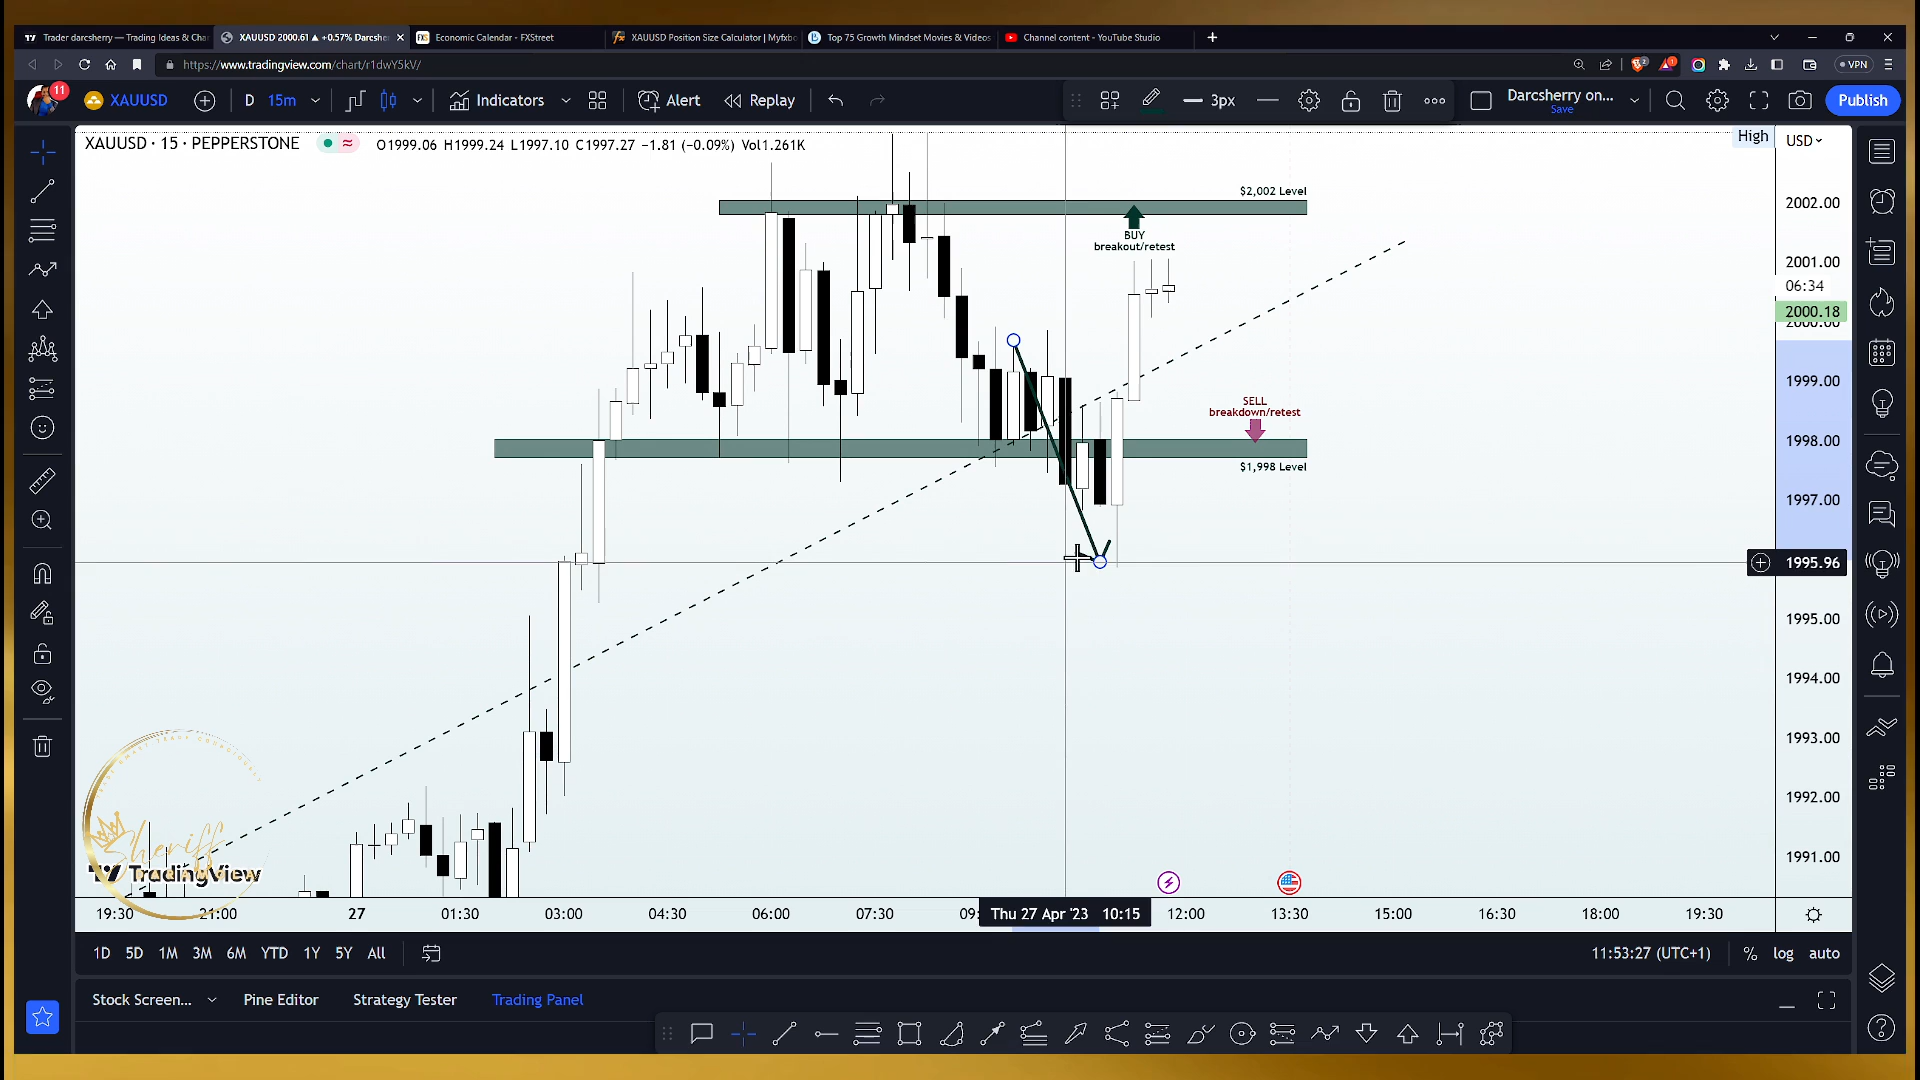 Trader darcsherry — Trading Ideas & Cha
XAUUSD 2000.61 ▲ +0.57% Darcshe
Economic Calendar - FXStreet
XAUUSD Position Size Calculator | Myfxbo
Top 75 Growth Mindset Movies & Videos
Channel content - YouTube Studio
https://www.tradingview.com/chart/r1dwY5kV/
VPN
11
XAUUSD
D
15m
Indicators
Alert
Replay
3px
Darcsherry on...
Save
Publish
XAUUSD · 15 · PEPPERSTONE
O1999.06 H1999.24 L1997.10 C1997.27 −1.81 (−0.09%) Vol1.261K
High
USD
$2,002 Level
BUY
breakout/retest
SELL
breakdown/retest
$1,998 Level
2002.00
2001.00
06:34
2000.18
2000.00
1999.00
1998.00
1997.00
1995.96
1995.00
1994.00
1993.00
1992.00
1991.00
Sheriff
TradingView
19:30
21:00
27
01:30
03:00
04:30
06:00
07:30
09:
Thu 27 Apr '23 10:15
12:00
13:30
15:00
16:30
18:00
19:30
1D
5D
1M
3M
6M
YTD
1Y
5Y
All
11:53:27 (UTC+1)
%
log
auto
Stock Screen...
Pine Editor
Strategy Tester
Trading Panel